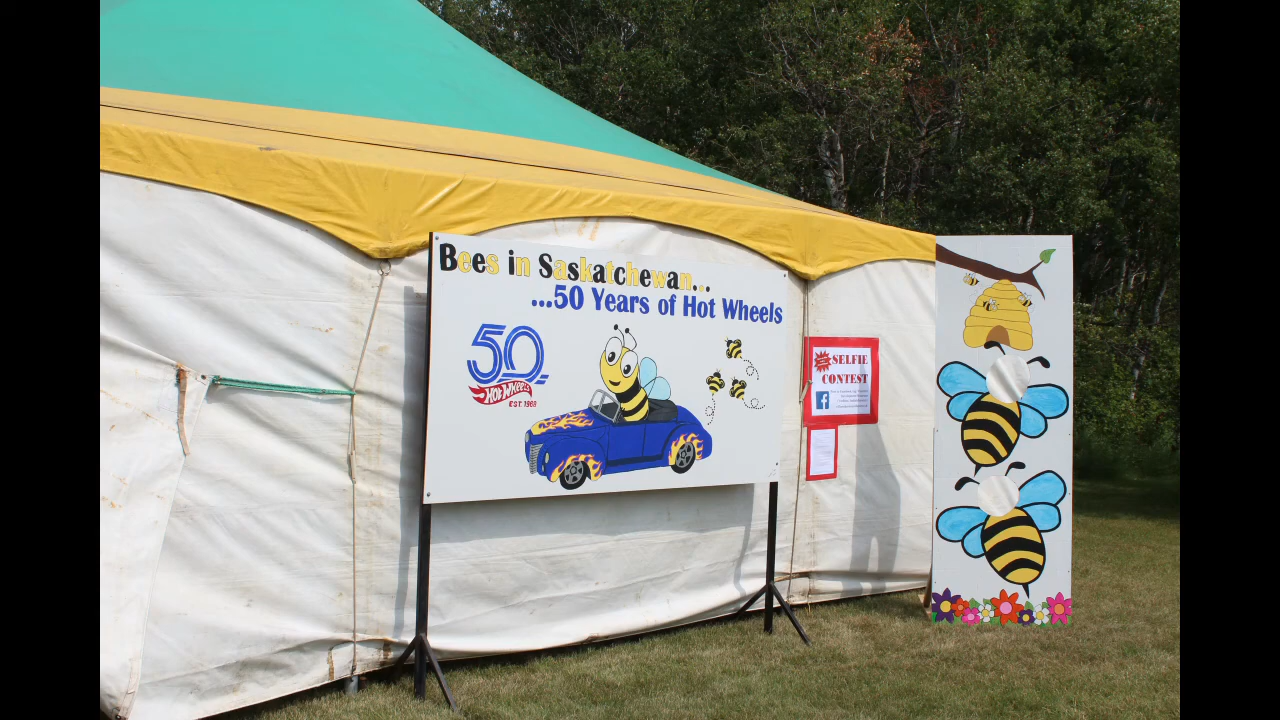 Bees in Saskatchewan...
...50 Years of Hot Wheels
50
HOT WHEELS
EST. 1968
SELFIE
CONTEST
f